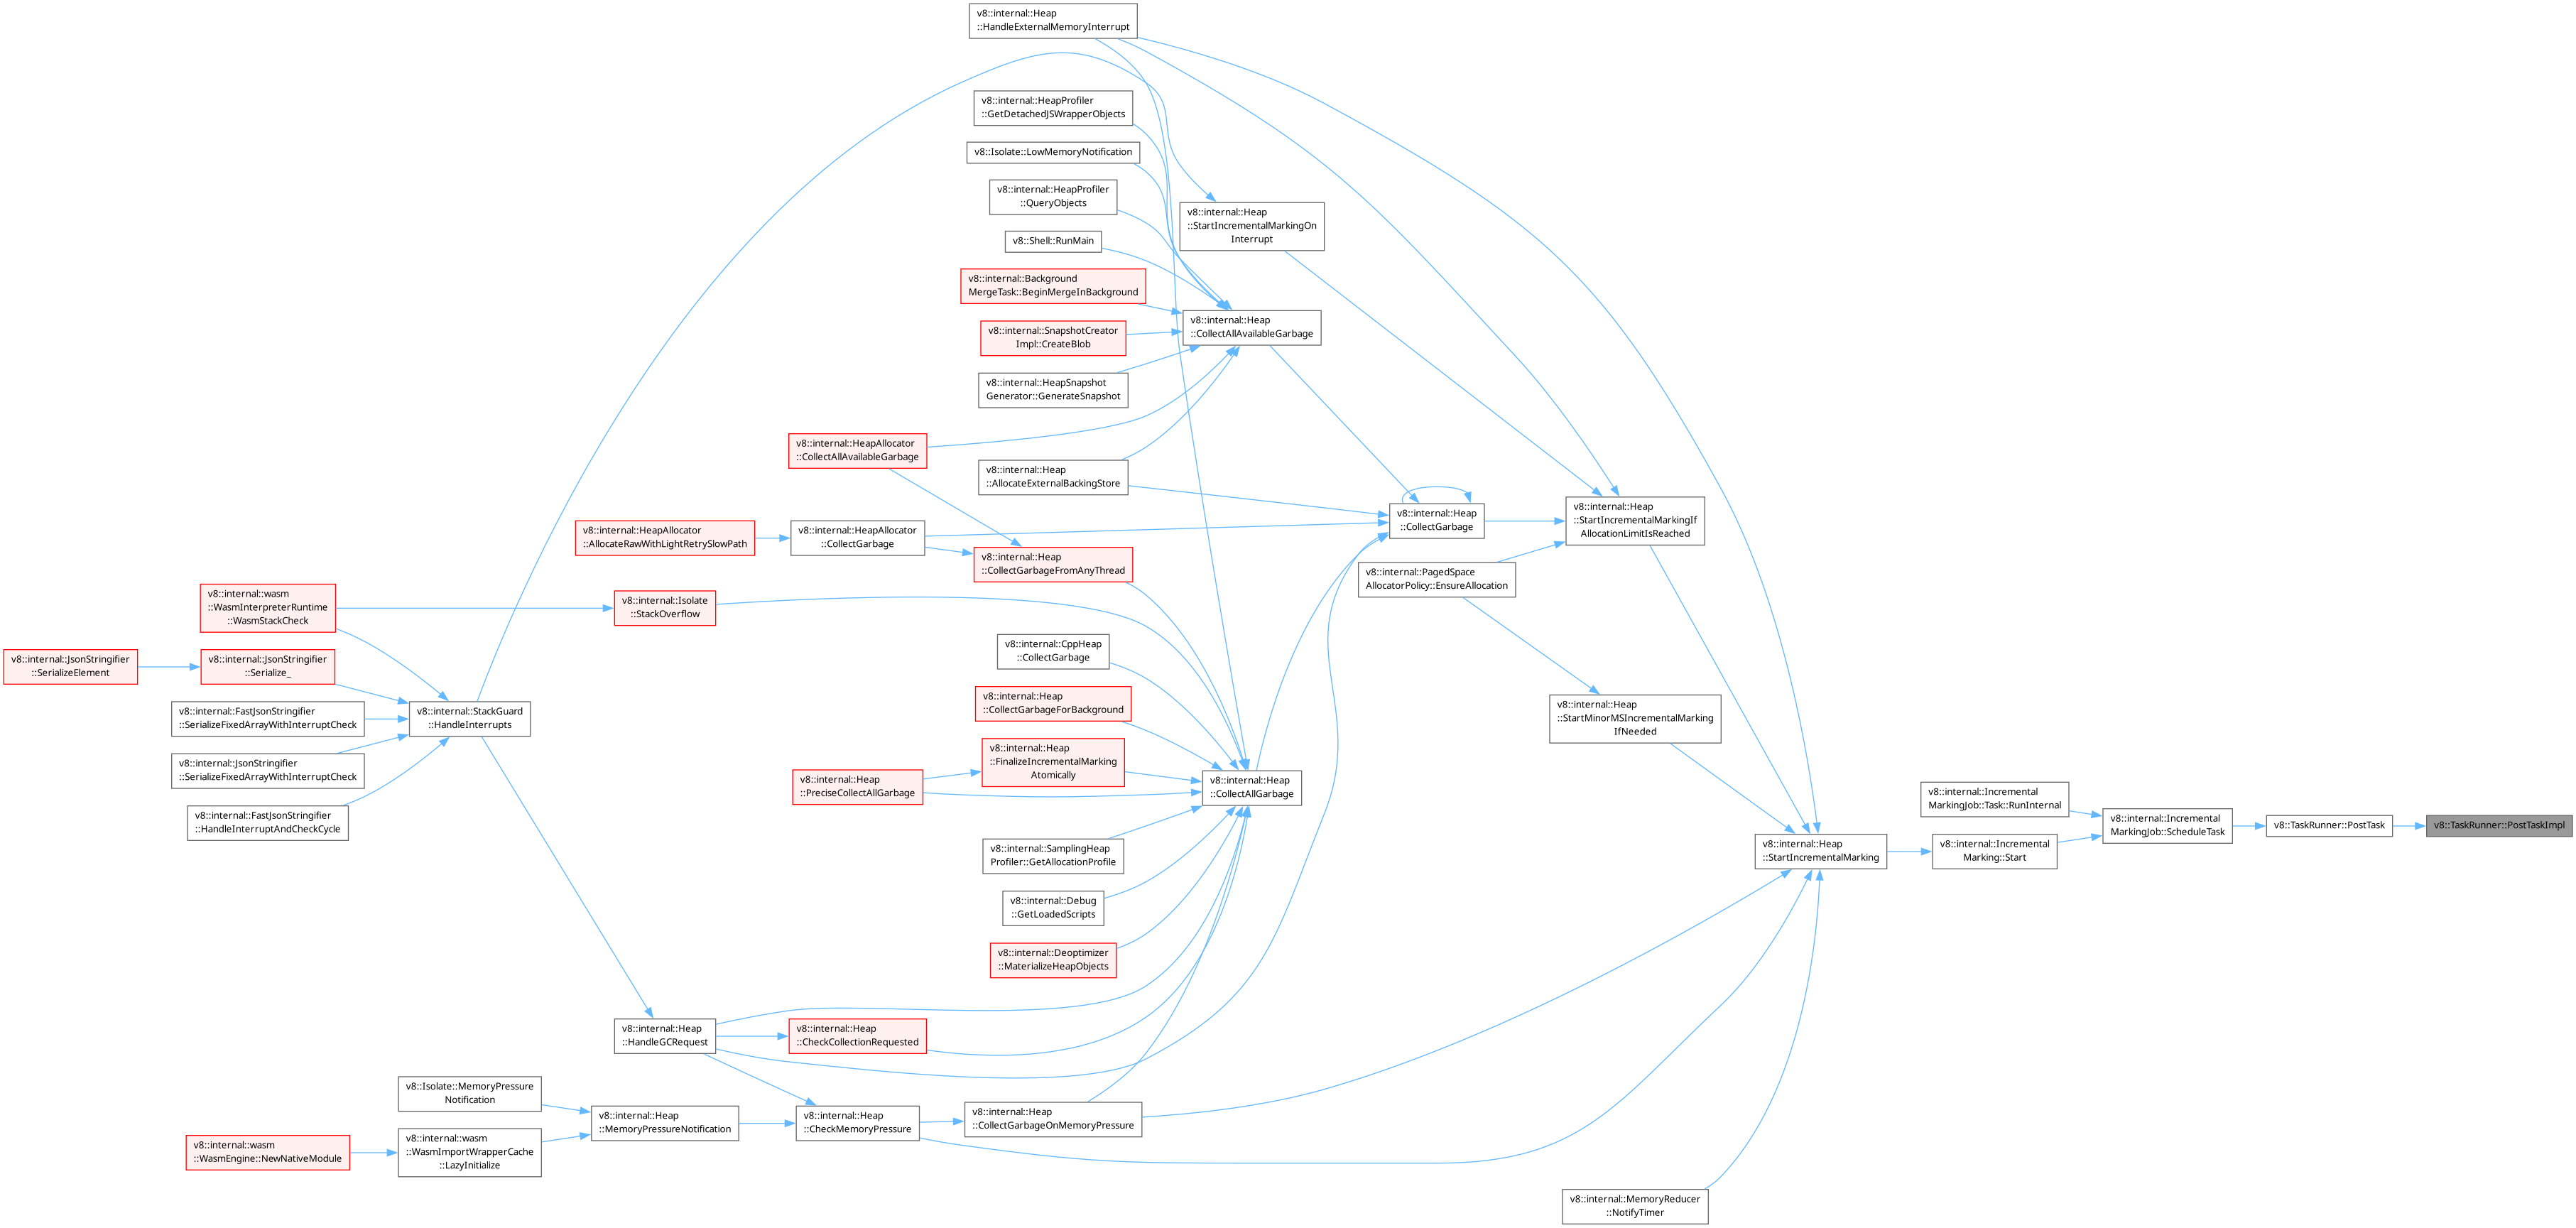 v8::internal::Heap
::HandleExternalMemoryInterrupt
v8::internal::HeapProfiler
::GetDetachedJSWrapperObjects
v8::Isolate::LowMemoryNotification
v8::internal::HeapProfiler
::QueryObjects
v8::internal::Heap
::StartIncrementalMarkingOn
Interrupt
v8::Shell::RunMain
v8::internal::Background
MergeTask::BeginMergeInBackground
v8::internal::Heap
::CollectAllAvailableGarbage
v8::internal::SnapshotCreator
Impl::CreateBlob
v8::internal::HeapSnapshot
Generator::GenerateSnapshot
v8::internal::HeapAllocator
::CollectAllAvailableGarbage
v8::internal::Heap
::AllocateExternalBackingStore
v8::internal::Heap
::CollectGarbage
v8::internal::Heap
::StartIncrementalMarkingIf
AllocationLimitIsReached
v8::internal::HeapAllocator
::AllocateRawWithLightRetrySlowPath
v8::internal::HeapAllocator
::CollectGarbage
v8::internal::Heap
::CollectGarbageFromAnyThread
v8::internal::PagedSpace
AllocatorPolicy::EnsureAllocation
v8::internal::wasm
::WasmInterpreterRuntime
::WasmStackCheck
v8::internal::Isolate
::StackOverflow
v8::internal::CppHeap
::CollectGarbage
v8::internal::JsonStringifier
::SerializeElement
v8::internal::JsonStringifier
::Serialize_
v8::internal::Heap
::CollectGarbageForBackground
v8::internal::FastJsonStringifier
::SerializeFixedArrayWithInterruptCheck
v8::internal::StackGuard
::HandleInterrupts
v8::internal::Heap
::StartMinorMSIncrementalMarking
IfNeeded
v8::internal::JsonStringifier
::SerializeFixedArrayWithInterruptCheck
v8::internal::Heap
::FinalizeIncrementalMarking
Atomically
v8::internal::Heap
::PreciseCollectAllGarbage
v8::internal::Heap
::CollectAllGarbage
v8::internal::FastJsonStringifier
::HandleInterruptAndCheckCycle
v8::internal::Incremental
MarkingJob::Task::RunInternal
v8::internal::Incremental
MarkingJob::ScheduleTask
v8::TaskRunner::PostTask
v8::TaskRunner::PostTaskImpl
v8::internal::SamplingHeap
Profiler::GetAllocationProfile
v8::internal::Heap
::StartIncrementalMarking
v8::internal::Incremental
Marking::Start
v8::internal::Debug
::GetLoadedScripts
v8::internal::Deoptimizer
::MaterializeHeapObjects
v8::internal::Heap
::HandleGCRequest
v8::internal::Heap
::CheckCollectionRequested
v8::Isolate::MemoryPressure
Notification
v8::internal::Heap
::MemoryPressureNotification
v8::internal::Heap
::CheckMemoryPressure
v8::internal::Heap
::CollectGarbageOnMemoryPressure
v8::internal::wasm
::WasmEngine::NewNativeModule
v8::internal::wasm
::WasmImportWrapperCache
::LazyInitialize
v8::internal::MemoryReducer
::NotifyTimer